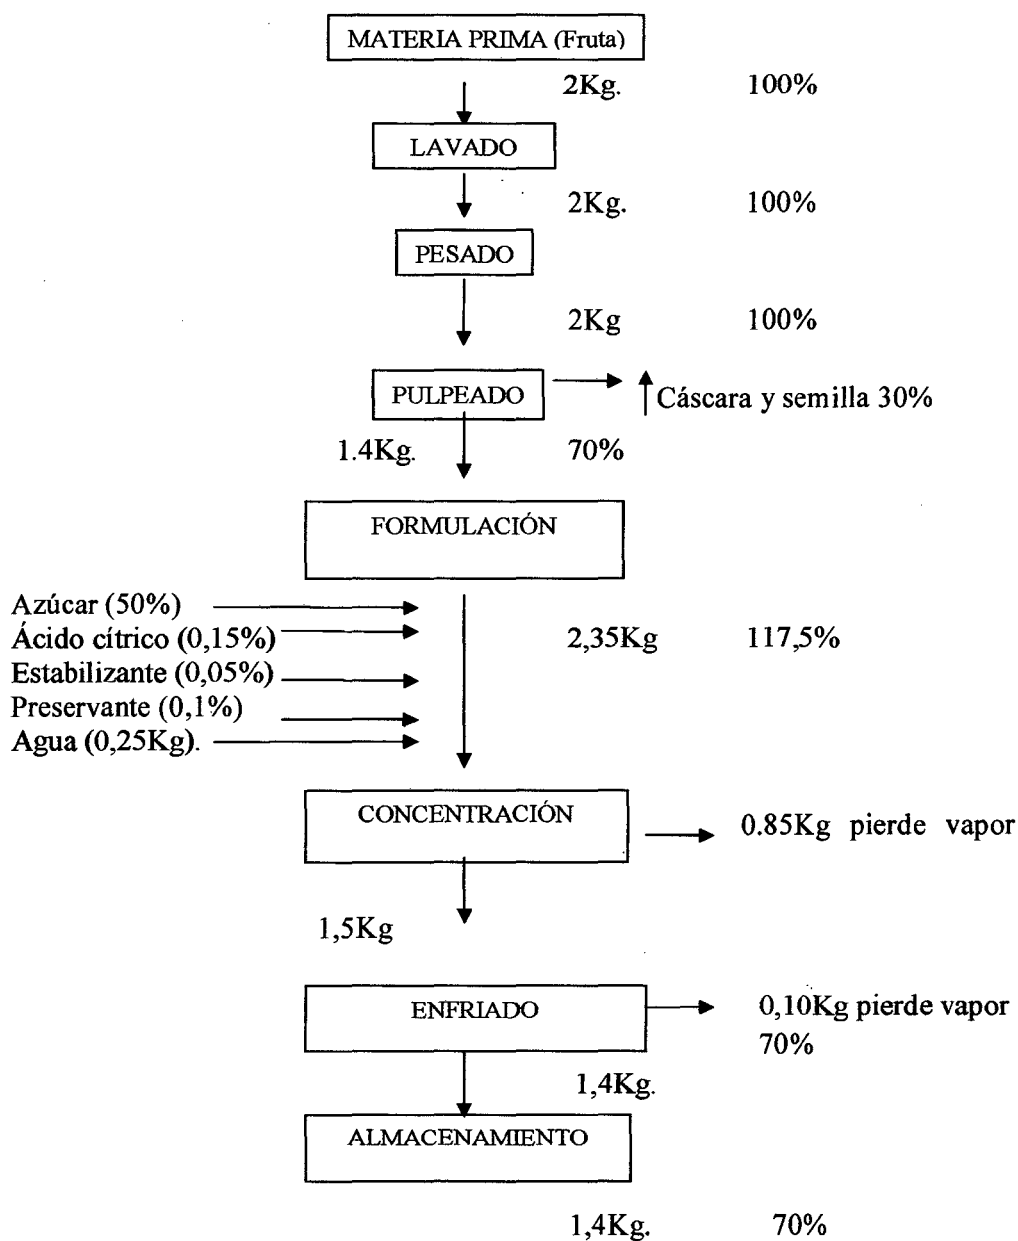 MATERIA PRIMA (Fruta)
2Kg. 100%
LAVADO
2Kg. 100%
PESADO
2Kg 100%
PULPEADO
Cáscara y semilla 30%
1.4Kg. 70%
FORMULACIÓN
Azúcar (50%)
Ácido cítrico (0,15%)
2,35Kg 117,5%
Estabilizante (0,05%)
Preservante (0,1%)
Agua (0,25Kg).
CONCENTRACIÓN
0.85Kg pierde vapor
1,5Kg
ENFRIADO
0,10Kg pierde vapor
70%
1,4Kg.
ALMACENAMIENTO
1,4Kg. 70%